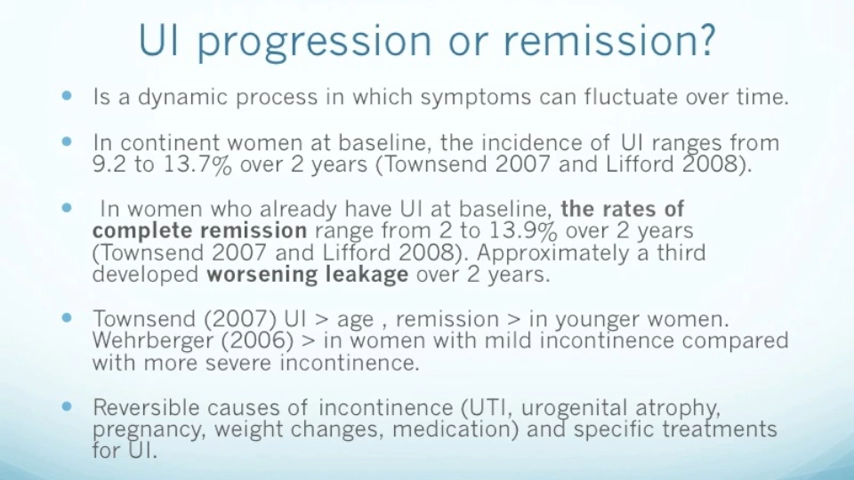 UI progression or remission?
• Is a dynamic process in which symptoms can fluctuate over time.
• In continent women at baseline, the incidence of UI ranges from
9.2 to 13.7% over 2 years (Townsend 2007 and Lifford 2008).
• In women who already have UI at baseline, the rates of
complete remission range from 2 to 13.9% over 2 years
(Townsend 2007 and Lifford 2008). Approximately a third
developed worsening leakage over 2 years.
• Townsend (2007) UI > age , remission > in younger women.
Wehrberger (2006) > in women with mild incontinence compared
with more severe incontinence.
• Reversible causes of incontinence (UTI, urogenital atrophy,
pregnancy, weight changes, medication) and specific treatments
for UI.